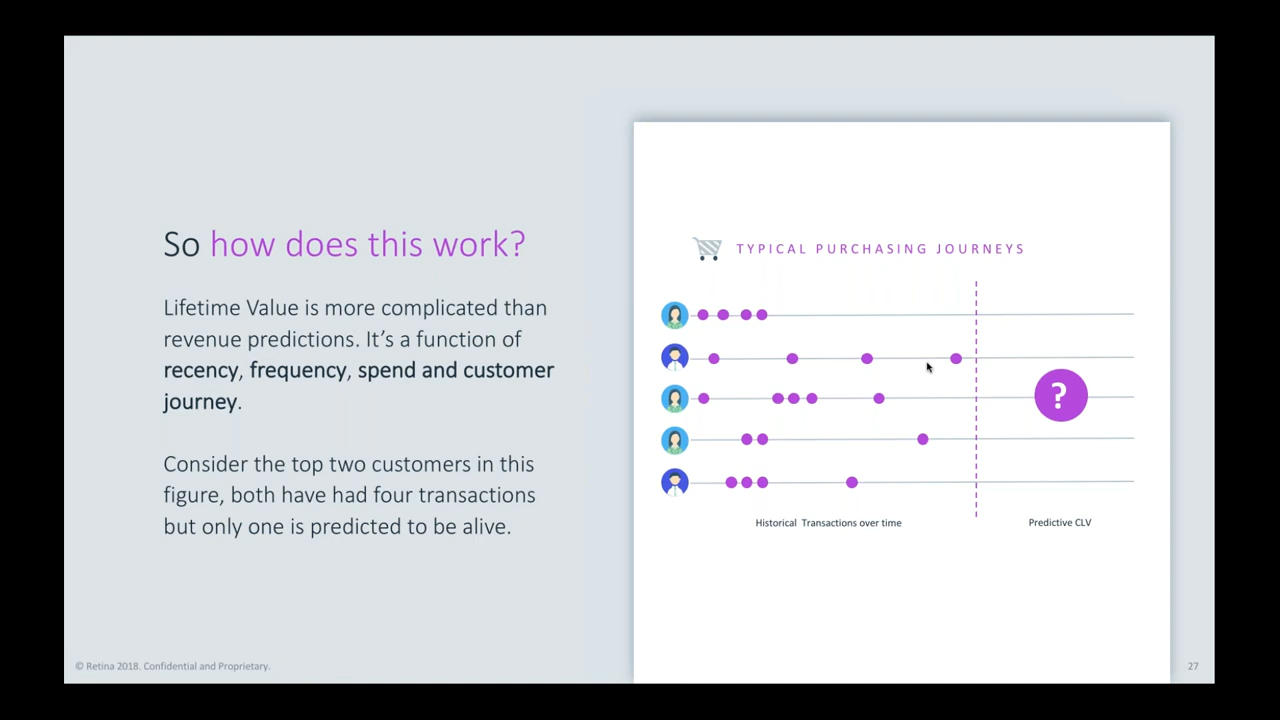 So how does this work?
Lifetime Value is more complicated than
revenue predictions. It’s a function of
recency, frequency, spend and customer
journey.
Consider the top two customers in this
figure, both have had four transactions
but only one is predicted to be alive.
TYPICAL PURCHASING JOURNEYS
?
Historical Transactions over time
Predictive CLV
© Retina 2018. Confidential and Proprietary.
27